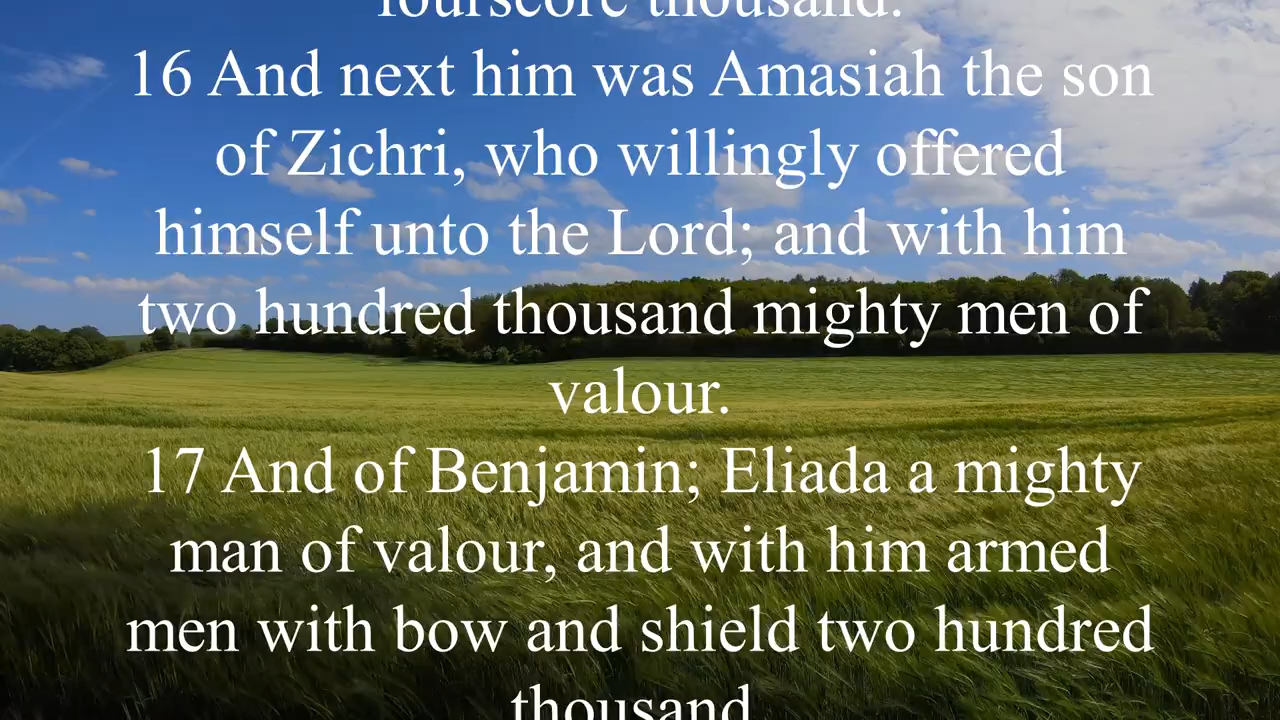 fourscore thousand.
16 And next him was Amasiah the son
of Zichri, who willingly offered
himself unto the Lord; and with him
two hundred thousand mighty men of
valour.
17 And of Benjamin; Eliada a mighty
man of valour, and with him armed
men with bow and shield two hundred
thousand